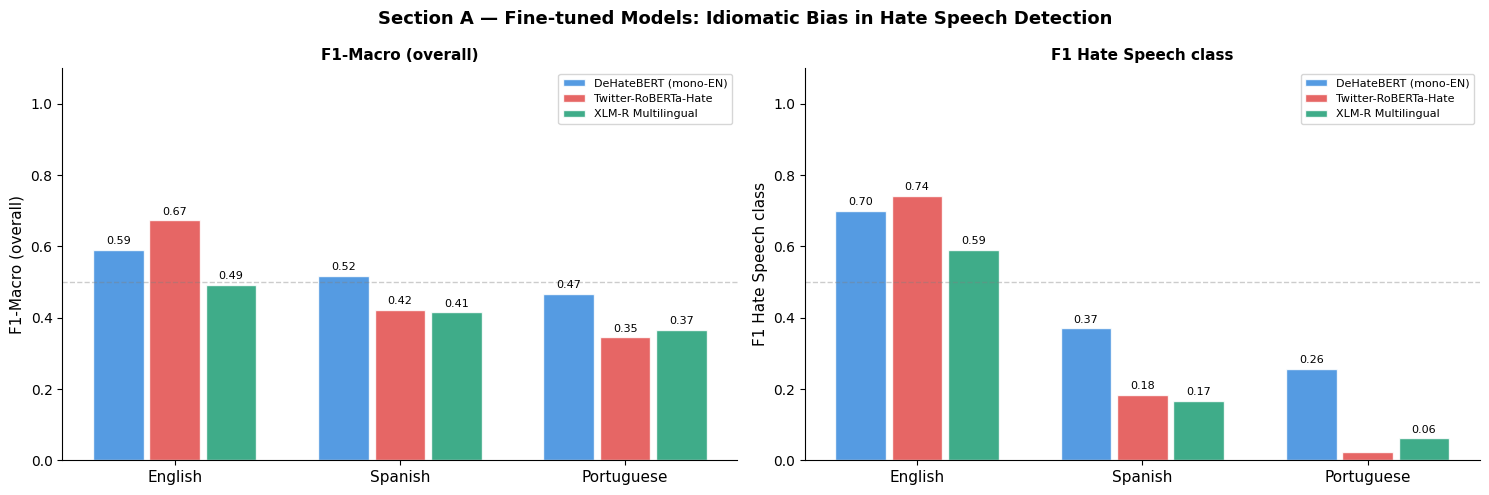 Section A — Fine-tuned Models: Idiomatic Bias in Hate Speech Detection
F1-Macro (overall)
F1-Macro (overall)
1.0
0.8
0.6
0.4
0.2
0.0
DeHateBERT (mono-EN)
Twitter-RoBERTa-Hate
XLM-R Multilingual
0.59
0.67
0.49
0.52
0.42
0.41
0.47
0.35
0.37
English
Spanish
Portuguese
F1 Hate Speech class
F1 Hate Speech class
1.0
0.8
0.6
0.4
0.2
0.0
DeHateBERT (mono-EN)
Twitter-RoBERTa-Hate
XLM-R Multilingual
0.70
0.74
0.59
0.37
0.18
0.17
0.26
0.06
English
Spanish
Portuguese